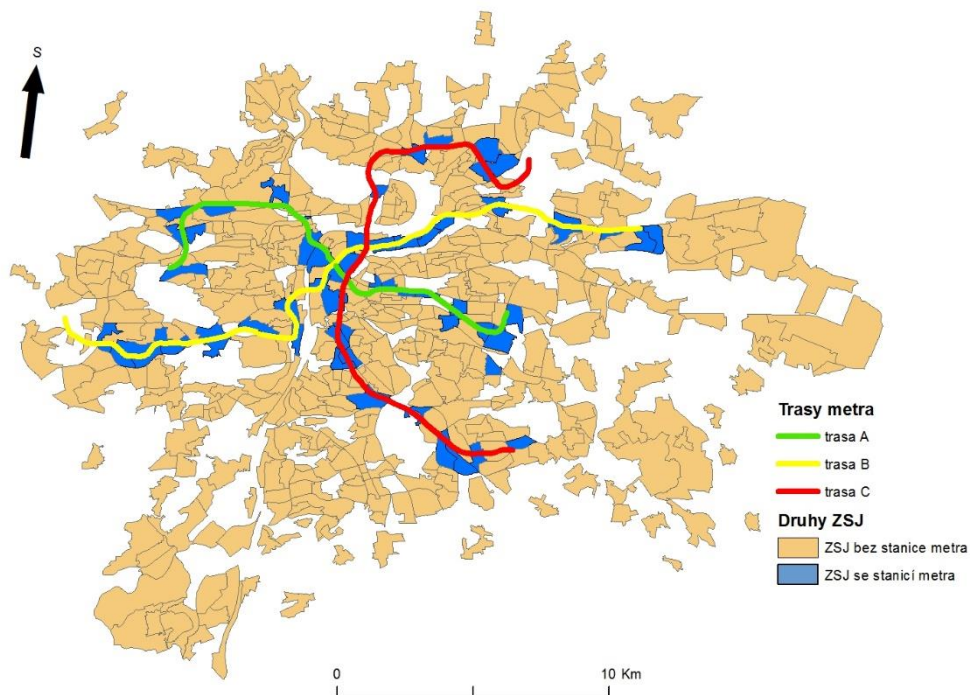 S
Trasy metra
trasa A
trasa B
trasa C
Druhy ZSJ
ZSJ bez stanice metra
ZSJ se stanicí metra
0 10 Km